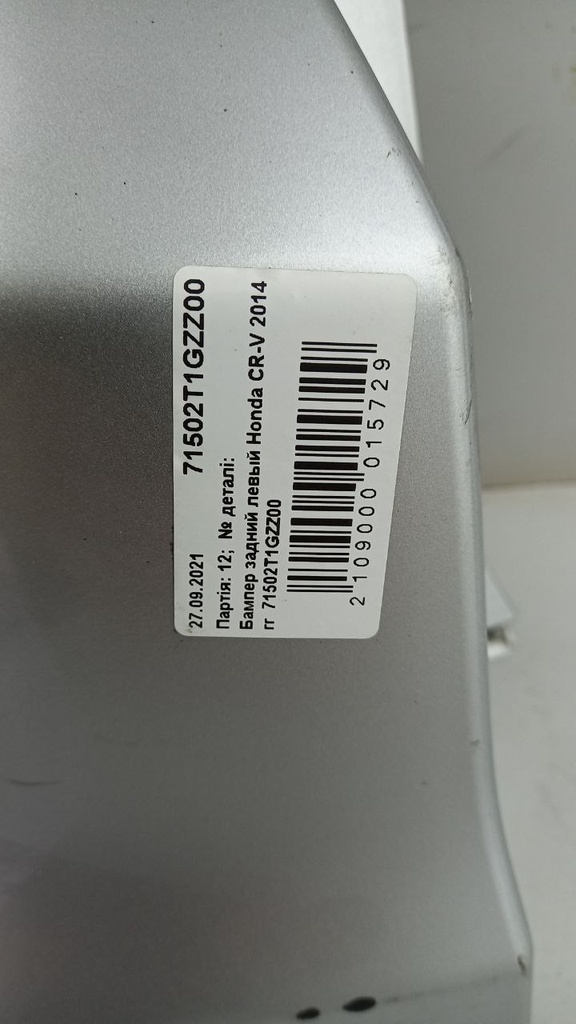 27.09.2021 71502T1GZZ00
Партія: 12; № деталі:
Бампер задний левый Honda CR-V 2014
гг 71502T1GZZ00
2 109000 015729